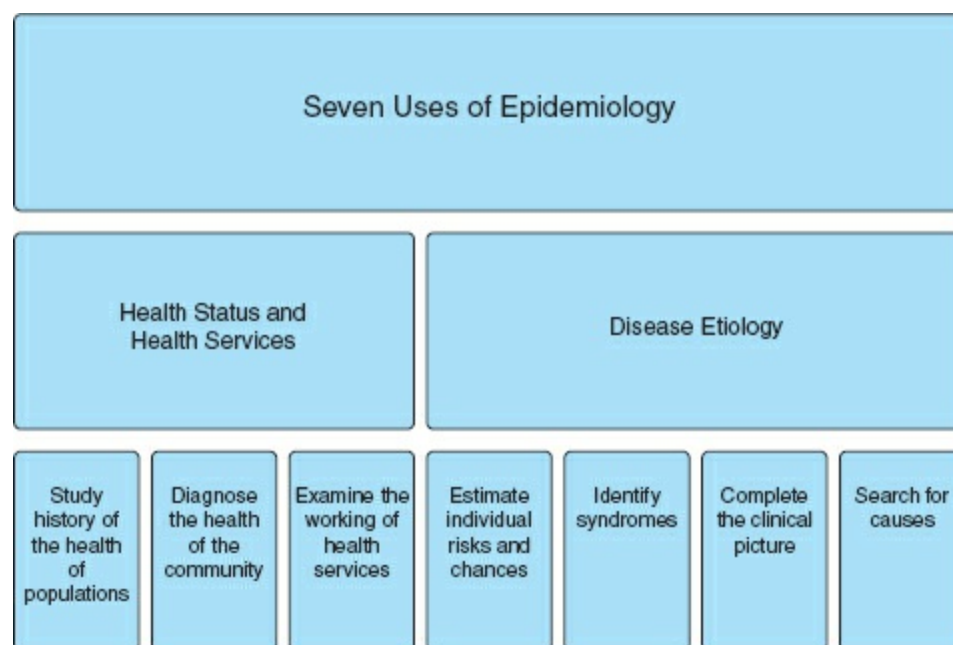 Seven Uses of Epidemiology
Health Status and
Health Services
Disease Etiology
Study
history of
the health
of
populations
Diagnose
the health
of the
community
Examine the
working of
health
services
Estimate
individual
risks and
chances
Identify
syndromes
Complete
the clinical
picture
Search for
causes